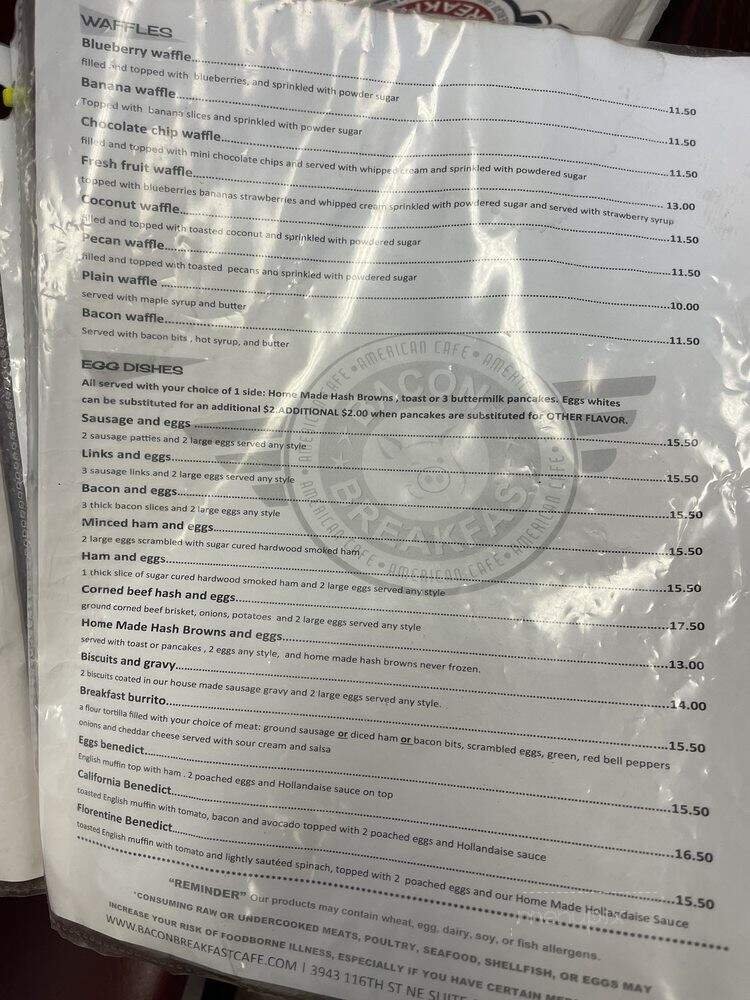 WAFFLES
Blueberry waffle..........11.50
filled and topped with blueberries, and sprinkled with powder sugar
Banana waffle..........11.50
Topped with banana slices and sprinkled with powder sugar
Chocolate chip waffle..........11.50
filled and topped with mini chocolate chips and served with whipped cream and sprinkled with powdered sugar
Fresh fruit waffle..........13.00
topped with blueberries bananas strawberries and whipped cream sprinkled with powdered sugar and served with strawberry syrup
Coconut waffle..........11.50
filled and topped with toasted coconut and sprinkled with powdered sugar
Pecan waffle..........11.50
filled and topped with toasted pecans and sprinkled with powdered sugar
Plain waffle ..........10.00
served with maple syrup and butter
Bacon waffle..........11.50
Served with bacon bits , hot syrup, and butter
EGG DISHES
All served with your choice of 1 side: Home Made Hash Browns , toast or 3 buttermilk pancakes. Eggs whites
can be substituted for an additional $2.ADDITIONAL $2.00 when pancakes are substituted for OTHER FLAVOR.
Sausage and eggs ..........15.50
2 sausage patties and 2 large eggs served any style
Links and eggs..........15.50
3 sausage links and 2 large eggs served any style
Bacon and eggs..........15.50
3 thick bacon slices and 2 large eggs any style
Minced ham and eggs..........15.50
2 large eggs scrambled with sugar cured hardwood smoked ham
Ham and eggs..........15.50
1 thick slice of sugar cured hardwood smoked ham and 2 large eggs served any style
Corned beef hash and eggs..........17.50
ground corned beef brisket, onions, potatoes and 2 large eggs served any style
Home Made Hash Browns and eggs..........13.00
served with toast or pancakes , 2 eggs any style, and home made hash browns never frozen.
Biscuits and gravy..........14.00
2 biscuits coated in our house made sausage gravy and 2 large eggs served any style.
Breakfast burrito..........15.50
a flour tortilla filled with your choice of meat: ground sausage or diced ham or bacon bits, scrambled eggs, green, red bell peppers
onions and cheddar cheese served with sour cream and salsa
Eggs benedict..........15.50
English muffin top with ham . 2 poached eggs and Hollandaise sauce on top
California Benedict..........16.50
toasted English muffin with tomato, bacon and avocado topped with 2 poached eggs and Hollandaise sauce
Florentine Benedict..........15.50
toasted English muffin with tomato and lightly sautéed spinach, topped with 2 poached eggs and our Home Made Hollandaise Sauce
"REMINDER" Our products may contain wheat, egg, dairy, soy, or fish allergens.
*CONSUMING RAW OR UNDERCOOKED MEATS, POULTRY, SEAFOOD, SHELLFISH, OR EGGS MAY
INCREASE YOUR RISK OF FOODBORNE ILLNESS, ESPECIALLY IF YOU HAVE CERTAIN
WWW.BACONBREAKFASTCAFE.COM | 3943 116TH ST NE SUITE
BACON
BREAKFAST
AMERICAN CAFE